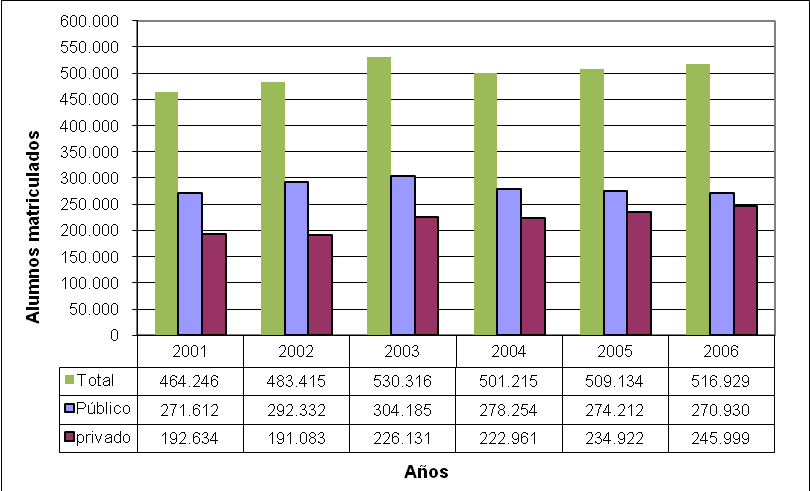 600.000
550.000
500.000
450.000
400.000
350.000
300.000
250.000
200.000
150.000
100.000
50.000
0
Alumnos matriculados
2001 2002 2003 2004 2005 2006
Total 464.246 483.415 530.316 501.215 509.134 516.929
Público 271.612 292.332 304.185 278.254 274.212 270.930
privado 192.634 191.083 226.131 222.961 234.922 245.999
Años